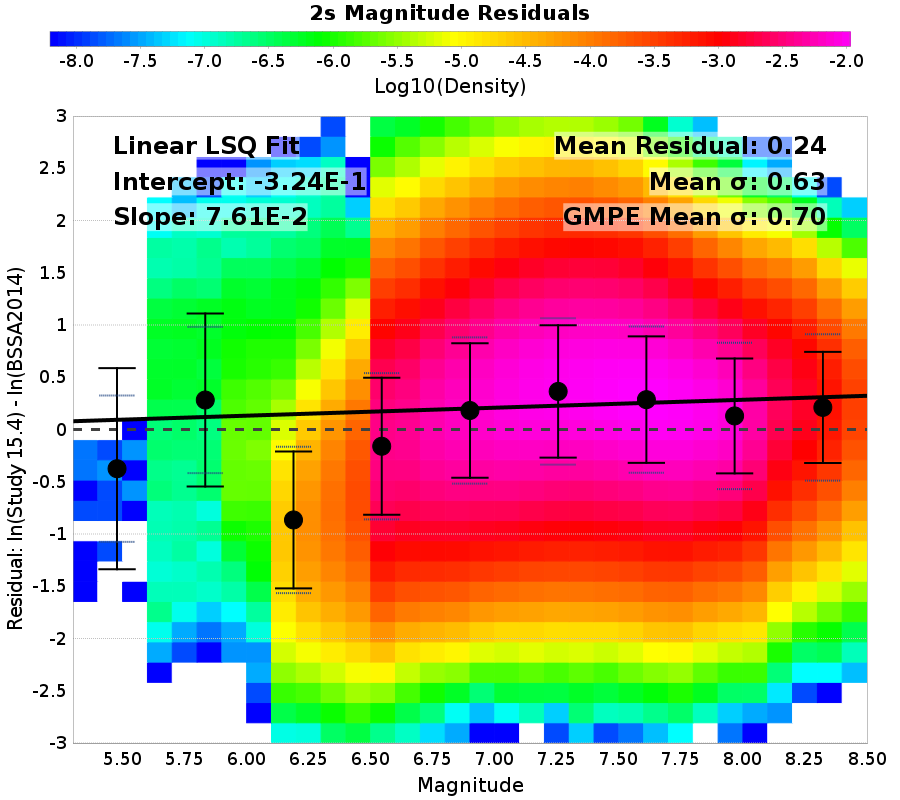 2s Magnitude Residuals
-8.0 -7.5 -7.0 -6.5 -6.0 -5.5 -5.0 -4.5 -4.0 -3.5 -3.0 -2.5 -2.0
Log10(Density)
Linear LSQ Fit
Intercept: -3.24E-1
Slope: 7.61E-2
Mean Residual: 0.24
Mean σ: 0.63
GMPE Mean σ: 0.70
Residual: ln(Study 15.4) - ln(BSSA2014)
3
2.5
2
1.5
1
0.5
0
-0.5
-1
-1.5
-2
-2.5
-3
5.50 5.75 6.00 6.25 6.50 6.75 7.00 7.25 7.50 7.75 8.00 8.25 8.50
Magnitude